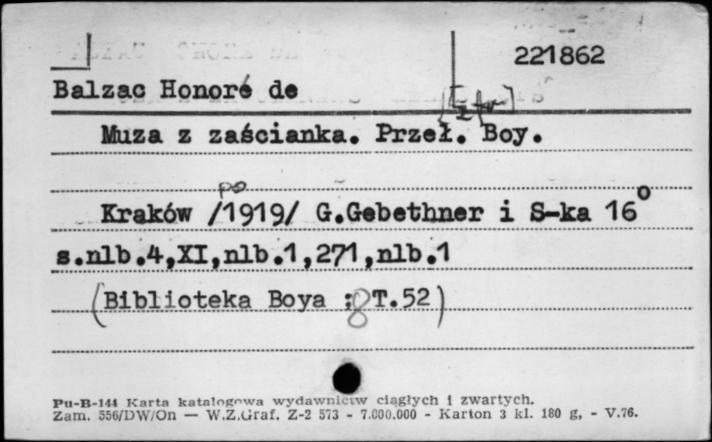 221862
Balzac Honoré de
Muza z zaścianka. Przeł. Boy.
po
Kraków /1919/ G.Gebethner i S-ka 16°
s.nlb.4,XI,nlb.1,271,nlb.1
(Biblioteka Boya ; T.52)
Pu-B-144 Karta katalogowa wydawnictw ciągłych i zwartych.
Zam. 556/DW/On — W.Z.Graf. Z-2 573 - 7.000.000 - Karton 3 kl. 180 g, - V.76.